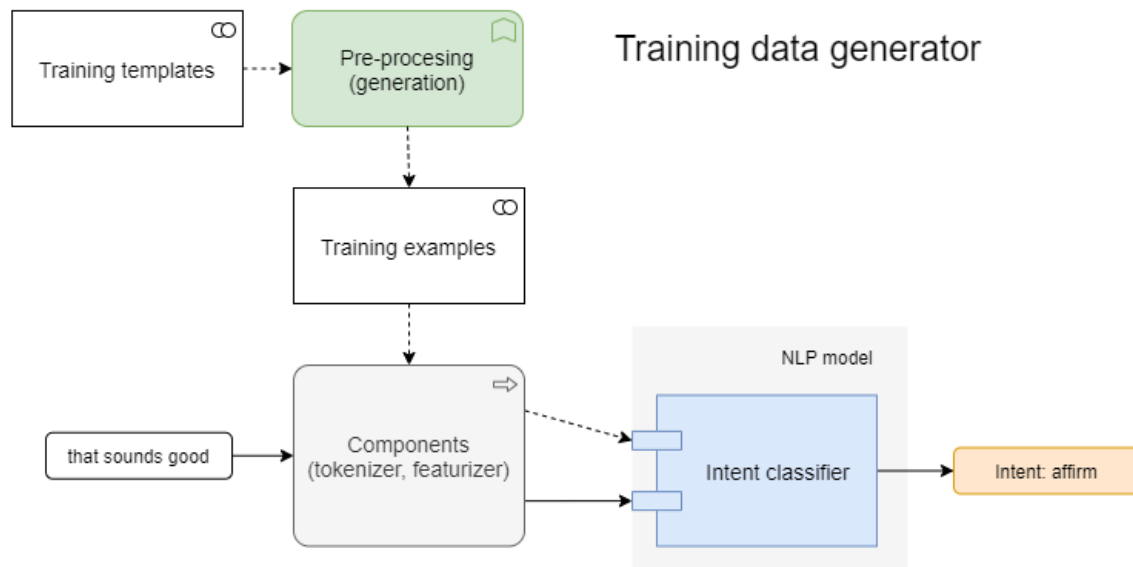 Training templates
Pre-procesing
(generation)
Training data generator
Training examples
NLP model
that sounds good
Components
(tokenizer, featurizer)
Intent classifier
Intent: affirm